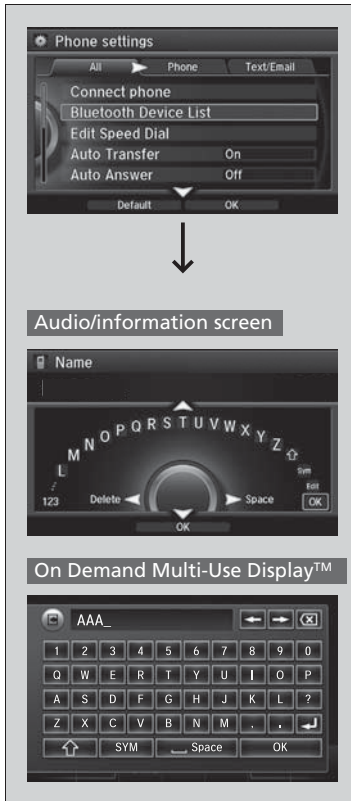 Phone settings
All Phone Text/Email
Connect phone
Bluetooth Device List
Edit Speed Dial
Auto Transfer On
Auto Answer Off
Default OK
Audio/information screen
Name
L M N O P Q R S T U V W X Y Z
Sym
Edit
123 Delete Space OK
OK
On Demand Multi-Use Display™
AAA_
1 2 3 4 5 6 7 8 9 0
Q W E R T Y U I O P
A S D F G H J K L ?
Z X C V B N M . ,
SYM Space OK